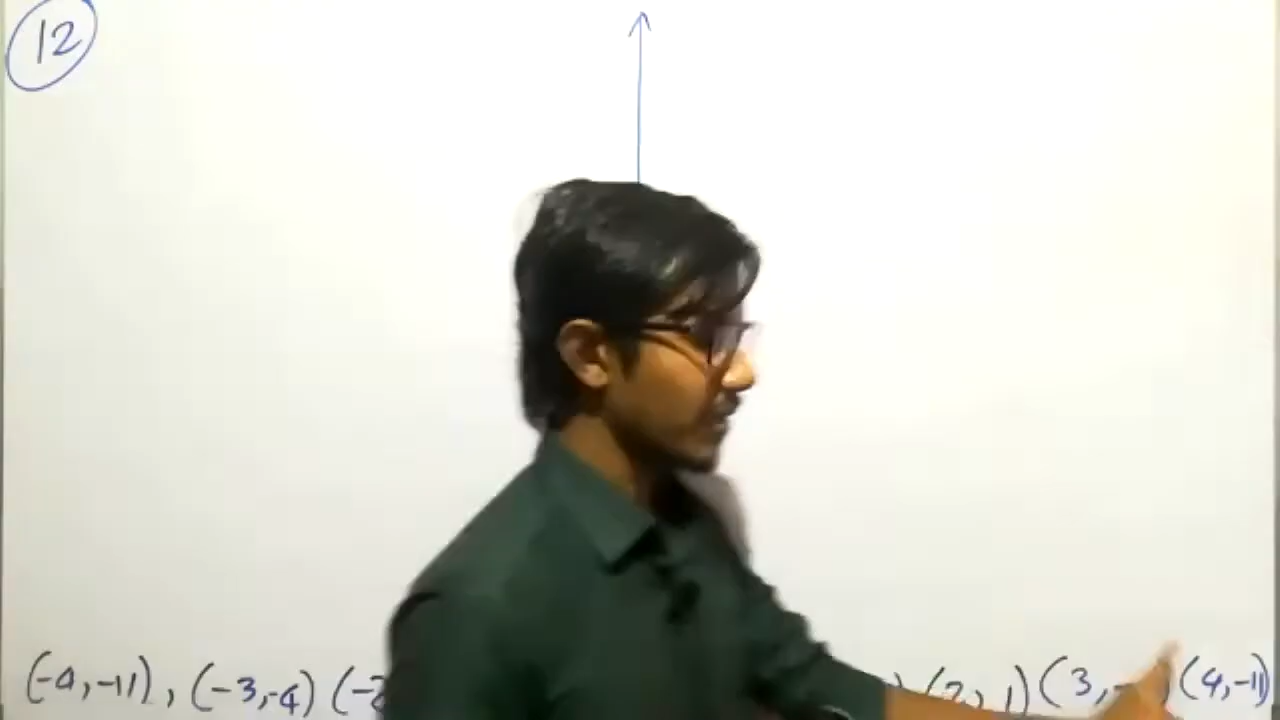 12
(-4,-11), (-3,-4) (-2 ) (2, 1) (3,- , (4,-11)